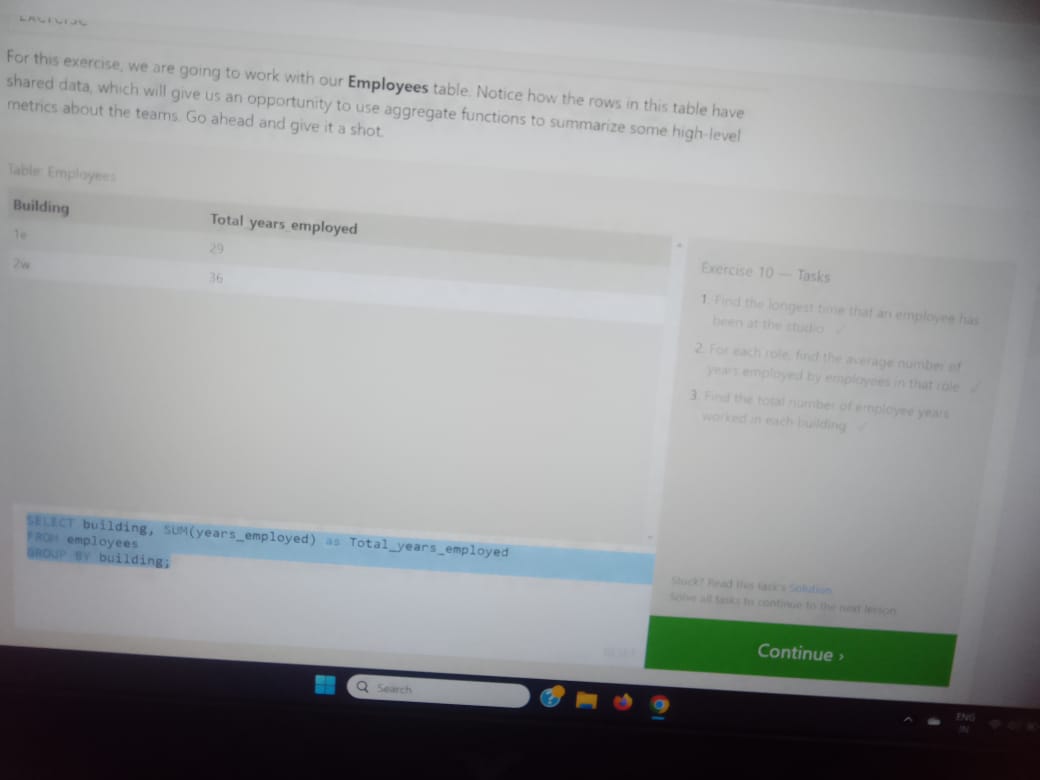 For this exercise, we are going to work with our Employees table. Notice how the rows in this table have
shared data, which will give us an opportunity to use aggregate functions to summarize some high-level
metrics about the teams. Go ahead and give it a shot.
Table: Employees
Building Total_years_employed
1e 29
2w 36
Exercise 10 — Tasks
1. Find the longest time that an employee has
been at the studio ✓
2. For each role, find the average number of
years employed by employees in that role ✓
3. Find the total number of employee years
worked in each building ✓
SELECT building, SUM(years_employed) as Total_years_employed
FROM employees
GROUP BY building;
Stuck? Read this task's Solution.
Solve all tasks to continue to the next lesson.
RESET
Continue ›
Search
ENG
IN